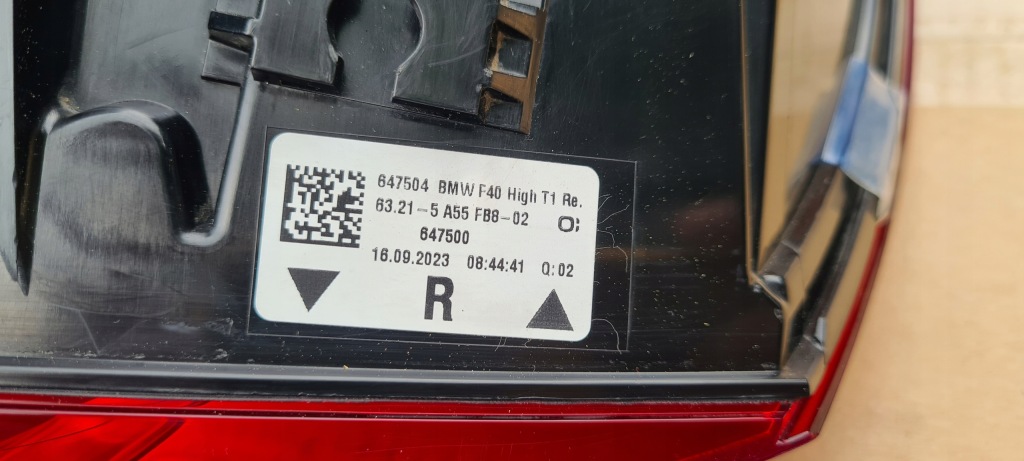 647504 BMW F40 High T1 Re.
63.21-5 A55 FB8-02
647500
16.09.2023 08:44:41 Q:02
R